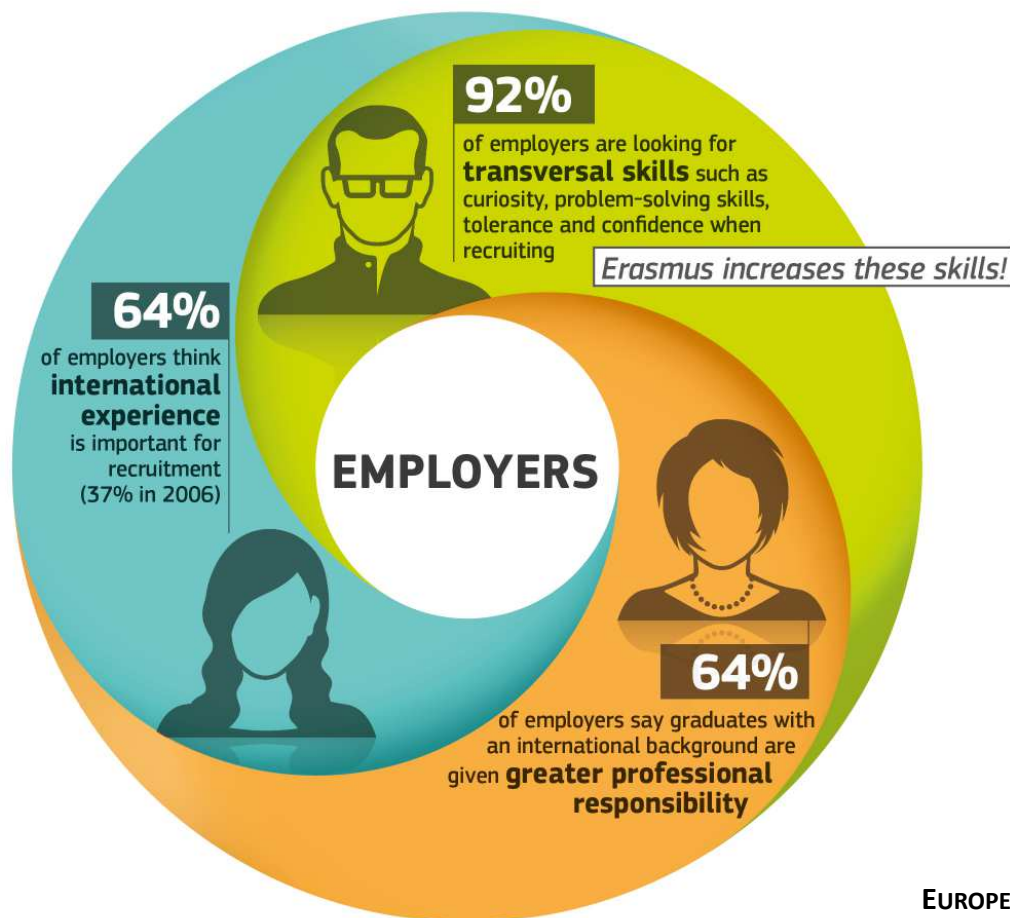 92%
of employers are looking for
transversal skills such as
curiosity, problem-solving skills,
tolerance and confidence when
recruiting
Erasmus increases these skills!
64%
of employers think
international
experience
is important for
recruitment
(37% in 2006)
EMPLOYERS
64%
of employers say graduates with
an international background are
given greater professional
responsibility
EUROPE